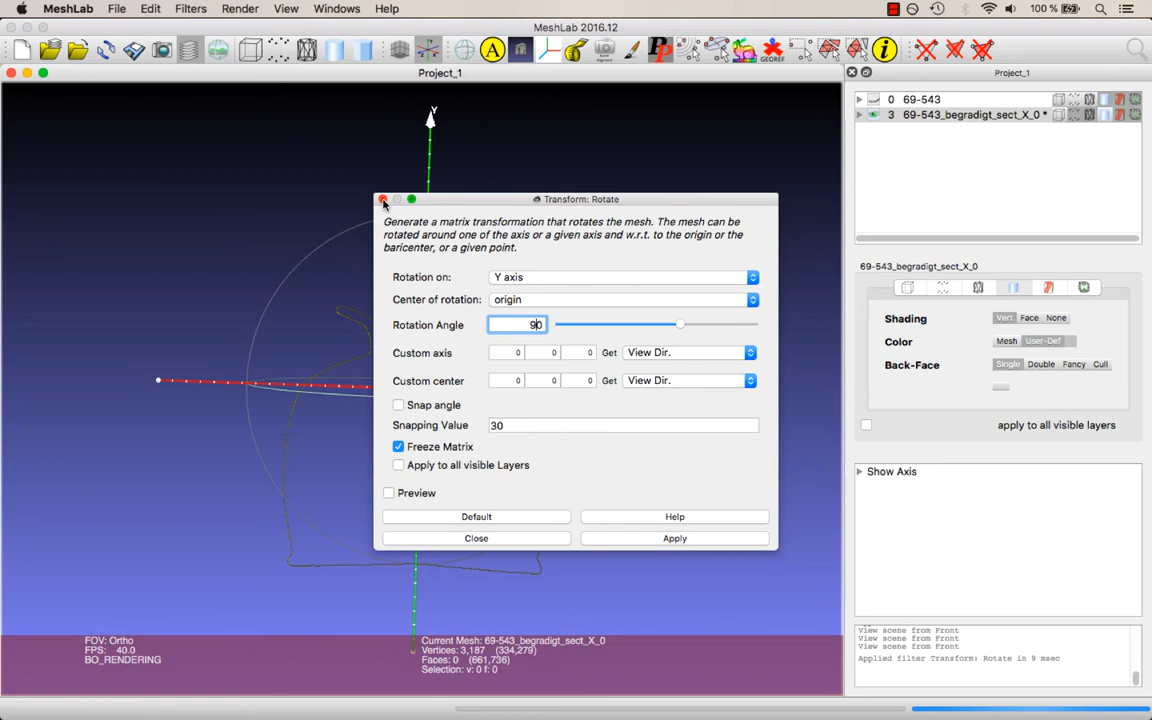 MeshLab File Edit Filters Render View Windows Help 100 %
MeshLab 2016.12
A Pp GEOREF i
Project_1
Project_1
Y
0 69-543
3 69-543_begradigt_sect_X_0 *
Transform: Rotate
Generate a matrix transformation that rotates the mesh. The mesh can be
rotated around one of the axis or a given axis and w.r.t. to the origin or the
baricenter, or a given point.
Rotation on: Y axis
Center of rotation: origin
Rotation Angle 90
Custom axis 0 0 0 Get View Dir.
Custom center 0 0 0 Get View Dir.
Snap angle
Snapping Value 30
Freeze Matrix
Apply to all visible Layers
Preview
Default Help
Close Apply
69-543_begradigt_sect_X_0
Shading Vert Face None
Color Mesh User-Def
Back-Face Single Double Fancy Cull
apply to all visible layers
Show Axis
View scene from Front
View scene from Front
View scene from Front
Applied filter Transform: Rotate in 9 msec
FOV: Ortho
FPS: 40.0
BO_RENDERING
Current Mesh: 69-543_begradigt_sect_X_0
Vertices: 3,187 (334,279)
Faces: 0 (661,736)
Selection: v: 0 f: 0